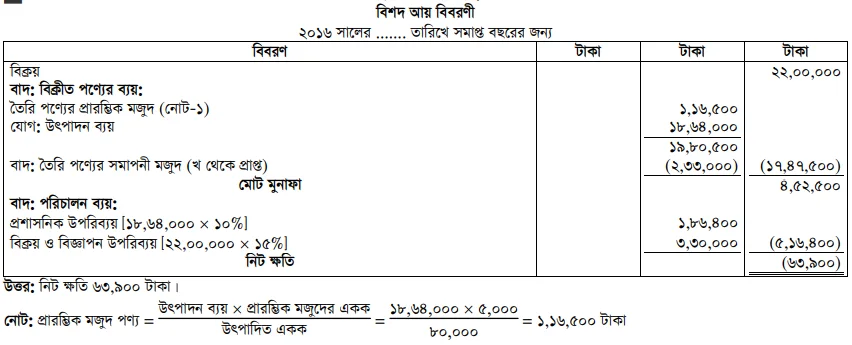 বিশদ আয় বিবরণী
২০১৬ সালের ....... তারিখে সমাপ্ত বছরের জন্য
বিবরণ টাকা টাকা টাকা
বিক্রয় ২২,০০,০০০
বাদ: বিক্রীত পণ্যের ব্যয়:
তৈরি পণ্যের প্রারম্ভিক মজুদ (নোট-১) ১,১৬,৫০০
যোগ: উৎপাদন ব্যয় ১৮,৬৪,০০০
১৯,৮০,৫০০
বাদ: তৈরি পণ্যের সমাপনী মজুদ (খ থেকে প্রাপ্ত) (২,৩৩,০০০) (১৭,৪৭,৫০০)
মোট মুনাফা ৪,৫২,৫০০
বাদ: পরিচালন ব্যয়:
প্রশাসনিক উপরিব্যয় [১৮,৬৪,০০০ × ১০%] ১,৮৬,৪০০
বিক্রয় ও বিজ্ঞাপন উপরিব্যয় [২২,০০,০০০ × ১৫%] ৩,৩০,০০০ (৫,১৬,৪০০)
নিট ক্ষতি (৬৩,৯০০)
উত্তর: নিট ক্ষতি ৬৩,৯০০ টাকা।
নোট: প্রারম্ভিক মজুদ পণ্য = উৎপাদন ব্যয় × প্রারম্ভিক মজুদের একক / উৎপাদিত একক = ১৮,৬৪,০০০ × ৫,০০০ / ৮০,০০০ = ১,১৬,৫০০ টাকা